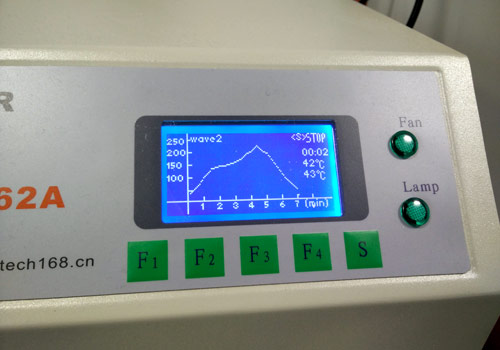 R
62A
tech168.cn
wave2 <S>STOP
250
200
150
100
00:02
42℃
43℃
1 2 3 4 5 6 7 (min)
Fan
Lamp
F1 F2 F3 F4 S